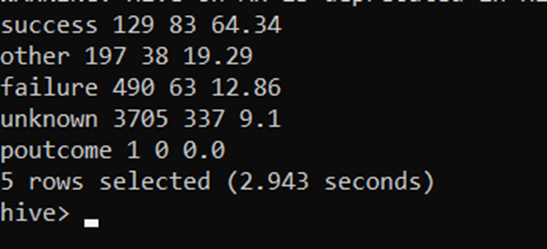 success 129 83 64.34
other 197 38 19.29
failure 490 63 12.86
unknown 3705 337 9.1
poutcome 1 0 0.0
5 rows selected (2.943 seconds)
hive>